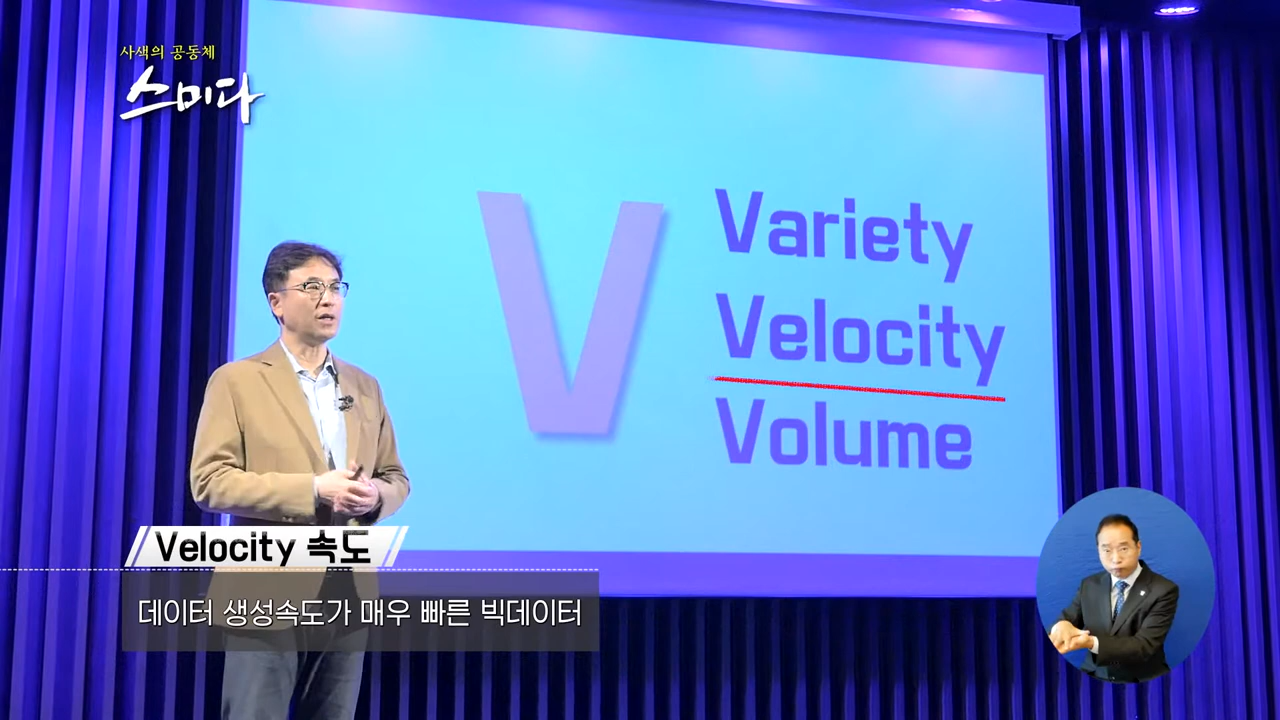 사색의 공동체
스미다
V
Variety
Velocity
Volume
Velocity 속도
데이터 생성속도가 매우 빠른 빅데이터